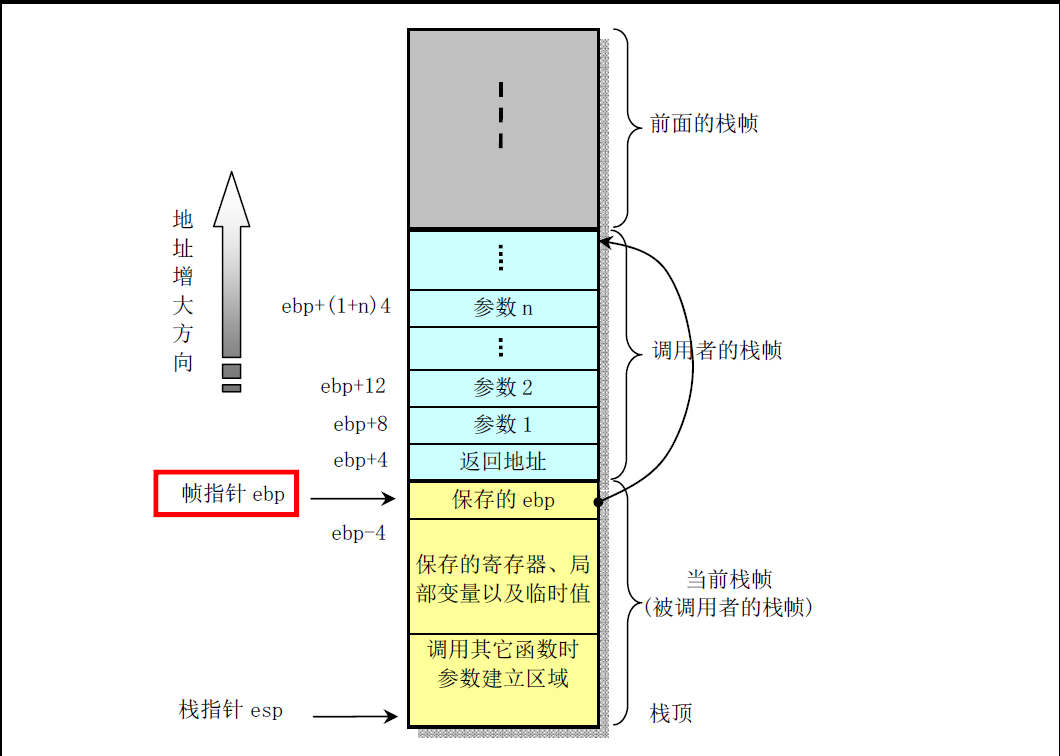 前面的栈帧
地
址
增
大
方
向
ebp+(1+n)4
参数 n
调用者的栈帧
ebp+12
参数 2
ebp+8
参数 1
ebp+4
返回地址
帧指针 ebp
保存的 ebp
ebp-4
保存的寄存器、局
部变量以及临时值
当前栈帧
(被调用者的栈帧)
调用其它函数时
参数建立区域
栈指针 esp
栈顶